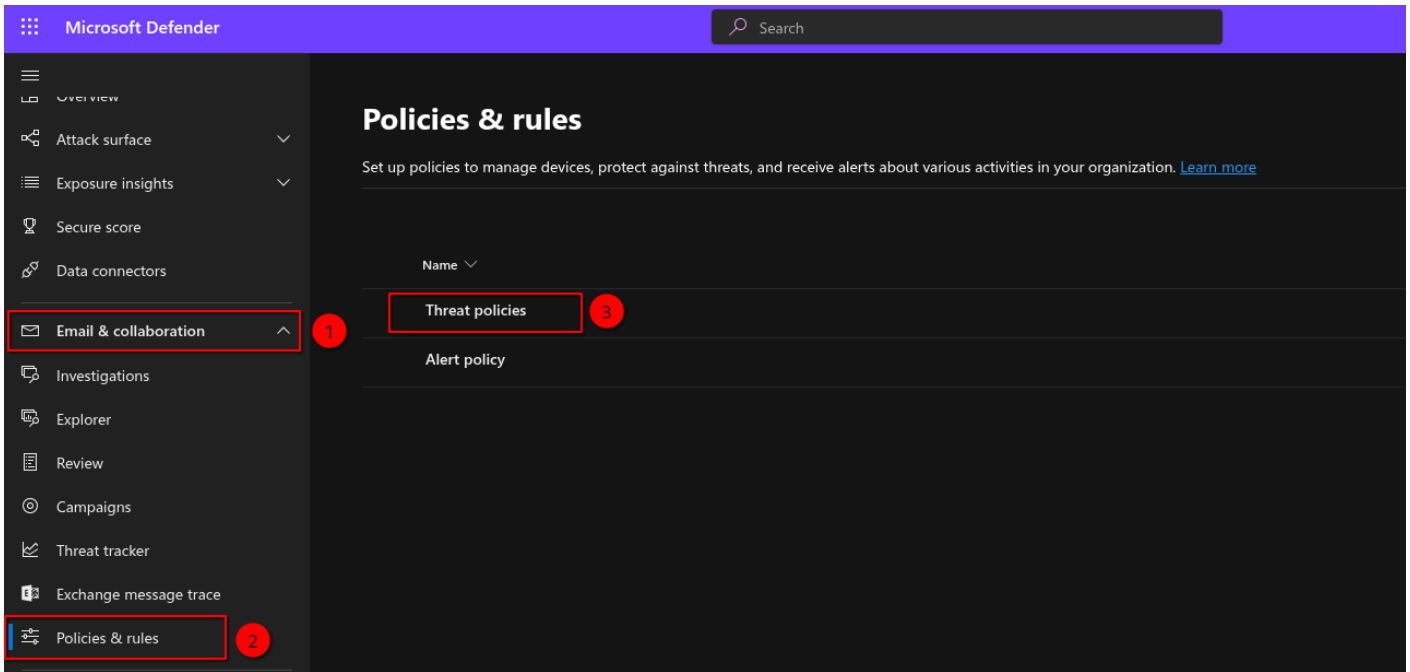 Microsoft Defender
Search
Overview
Attack surface
Exposure insights
Secure score
Data connectors
Email & collaboration
1
Investigations
Explorer
Review
Campaigns
Threat tracker
Exchange message trace
Policies & rules
2
Policies & rules
Set up policies to manage devices, protect against threats, and receive alerts about various activities in your organization. Learn more
Name
Threat policies
3
Alert policy